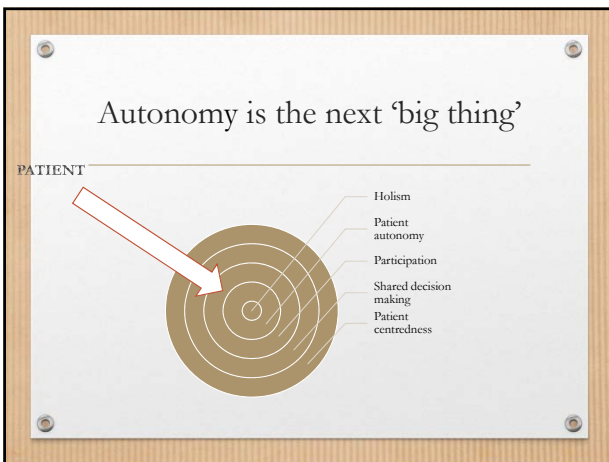 Autonomy is the next ‘big thing’
PATIENT
Holism
Patient
autonomy
Participation
Shared decision
making
Patient
centredness